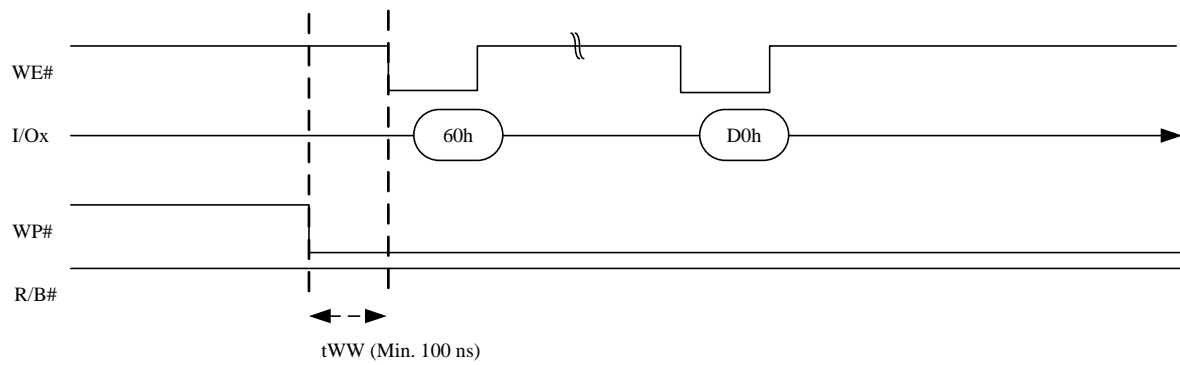 WE#
I/Ox
60h
D0h
WP#
R/B#
tWW (Min. 100 ns)